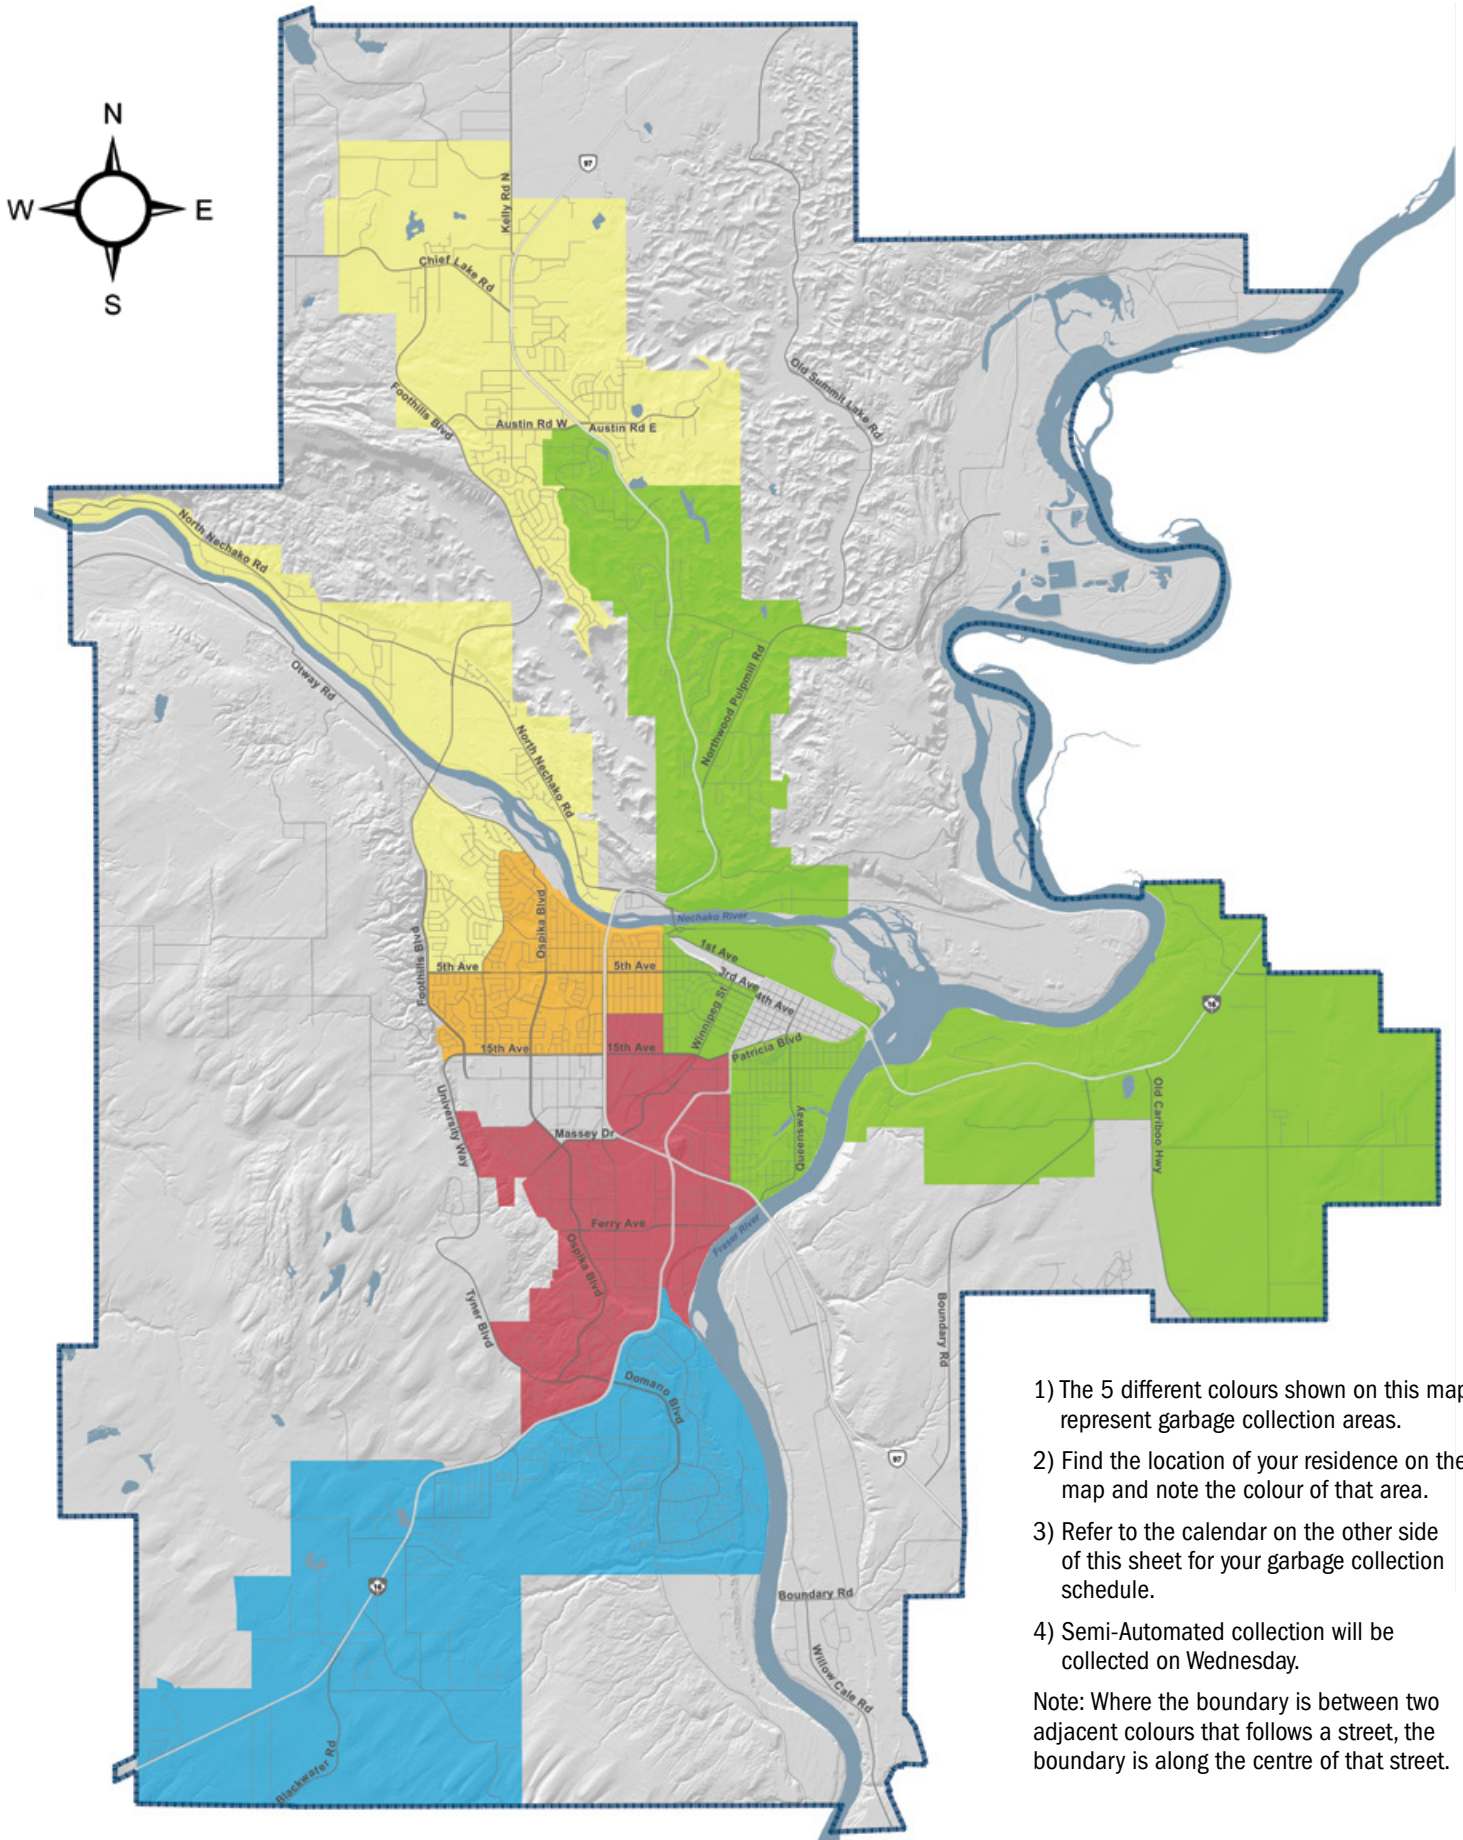 N
W
E
S
97
Kelly Rd N
Chief Lake Rd
Old Summit Lake Rd
Foothills Blvd
Austin Rd W
Austin Rd E
North Nechako Rd
Otway Rd
Northwood Pulpmill Rd
North Nechako Rd
Ospika Blvd
Nechako River
Foothills Blvd
5th Ave
5th Ave
1st Ave
3rd Ave
4th Ave
Winnipeg St
16
15th Ave
15th Ave
Patricia Blvd
University Way
Massey Dr
Queensway
Old Cariboo Hwy
Ferry Ave
Fraser River
Ospika Blvd
Tyner Blvd
Boundary Rd
Domano Blvd
97
16
Boundary Rd
Willow Cale Rd
Blackwater Rd
1) The 5 different colours shown on this map
represent garbage collection areas.
2) Find the location of your residence on the
map and note the colour of that area.
3) Refer to the calendar on the other side
of this sheet for your garbage collection
schedule.
4) Semi-Automated collection will be
collected on Wednesday.
Note: Where the boundary is between two
adjacent colours that follows a street, the
boundary is along the centre of that street.